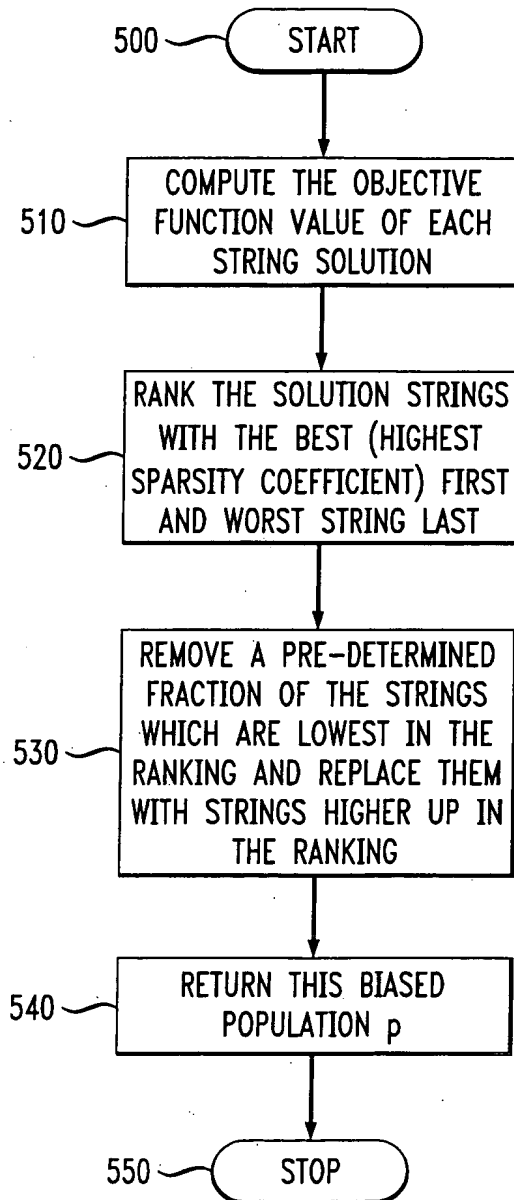 500
START
510
COMPUTE THE OBJECTIVE
FUNCTION VALUE OF EACH
STRING SOLUTION
520
RANK THE SOLUTION STRINGS
WITH THE BEST (HIGHEST
SPARSITY COEFFICIENT) FIRST
AND WORST STRING LAST
530
REMOVE A PRE-DETERMINED
FRACTION OF THE STRINGS
WHICH ARE LOWEST IN THE
RANKING AND REPLACE THEM
WITH STRINGS HIGHER UP IN
THE RANKING
540
RETURN THIS BIASED
POPULATION p
550
STOP